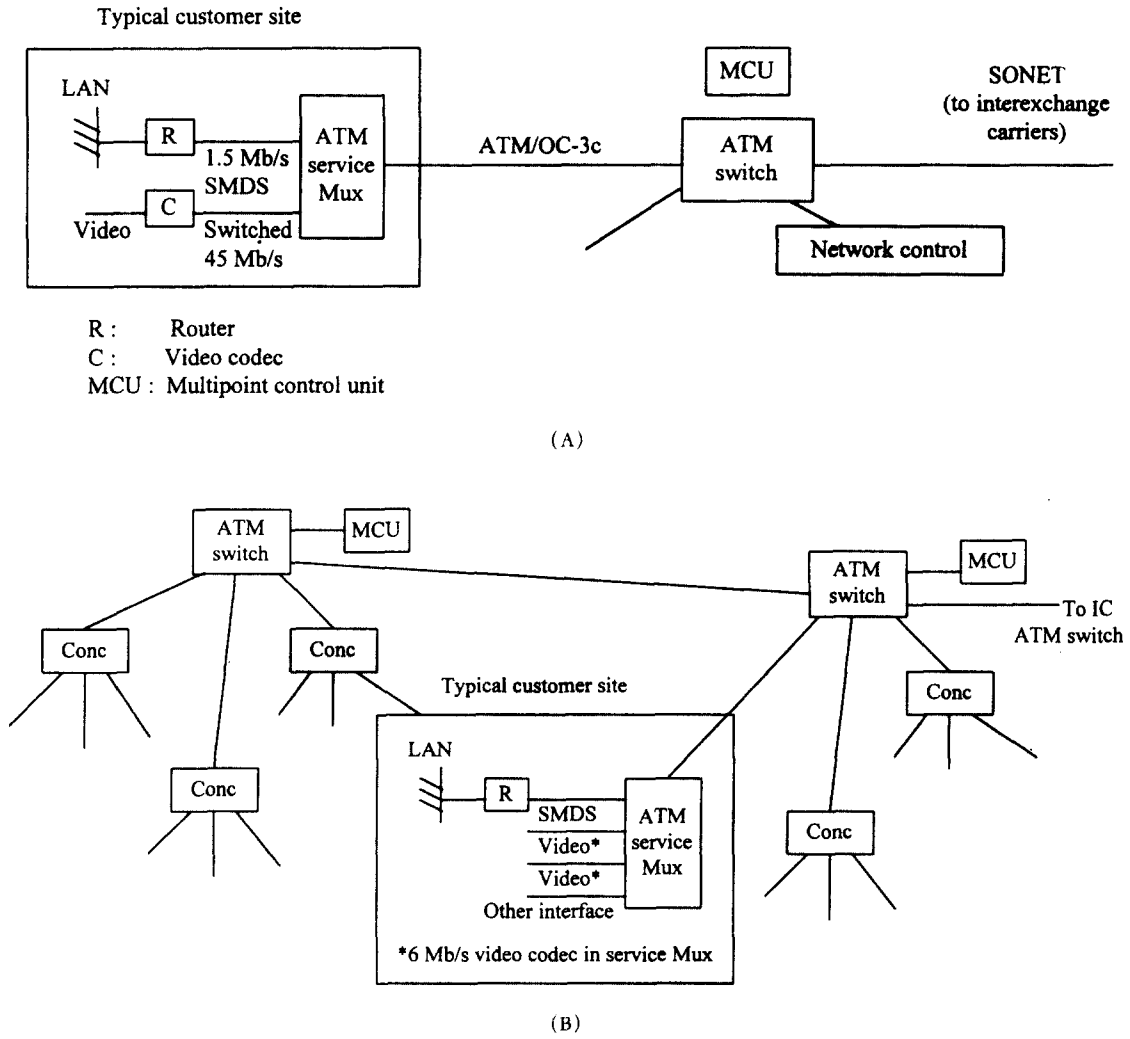 Typical customer site
LAN
R
1.5 Mb/s
SMDS
C
Video
Switched
45 Mb/s
ATM
service
Mux
ATM/OC-3c
MCU
ATM
switch
SONET
(to interexchange
carriers)
Network control
R : Router
C : Video codec
MCU : Multipoint control unit
(A)
ATM
switch
MCU
ATM
switch
MCU
To IC
ATM switch
Conc
Conc
Conc
Typical customer site
Conc
LAN
R
SMDS
Video*
Video*
Other interface
ATM
service
Mux
Conc
*6 Mb/s video codec in service Mux
(B)